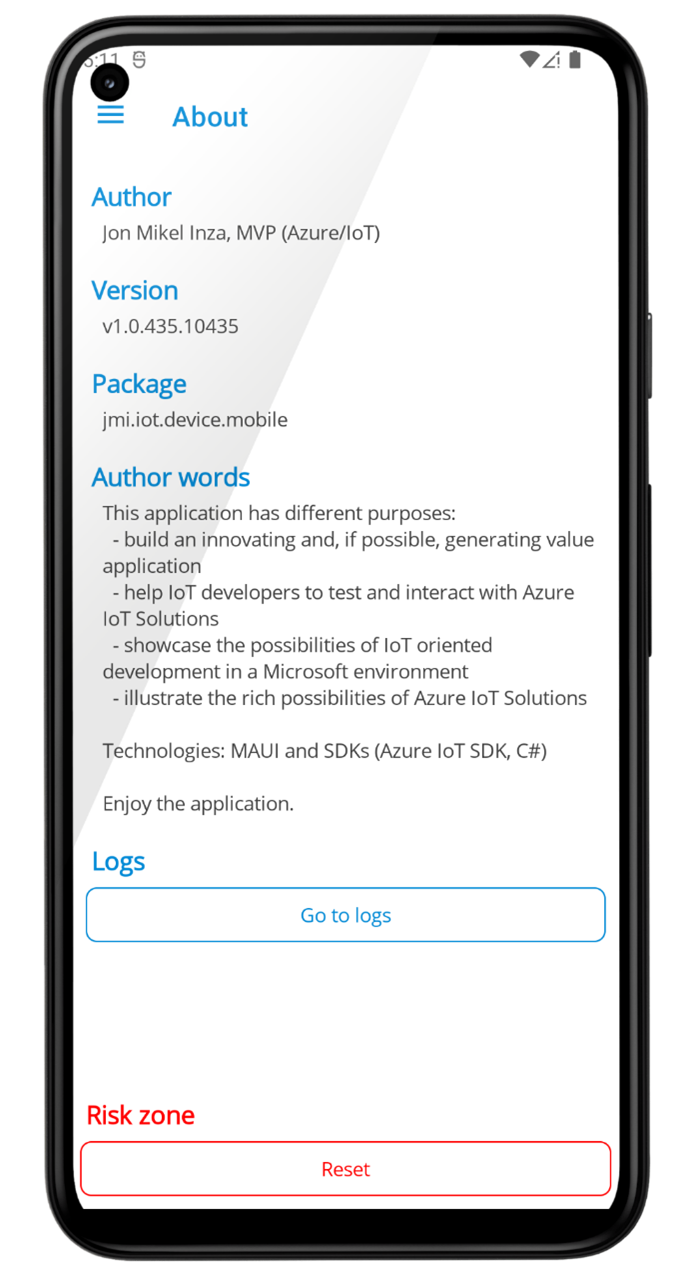 About
Author
Jon Mikel Inza, MVP (Azure/IoT)
Version
v1.0.435.10435
Package
jmi.iot.device.mobile
Author words
This application has different purposes:
- build an innovating and, if possible, generating value
application
- help IoT developers to test and interact with Azure
IoT Solutions
- showcase the possibilities of IoT oriented
development in a Microsoft environment
- illustrate the rich possibilities of Azure IoT Solutions
Technologies: MAUI and SDKs (Azure IoT SDK, C#)
Enjoy the application.
Logs
Go to logs
Risk zone
Reset